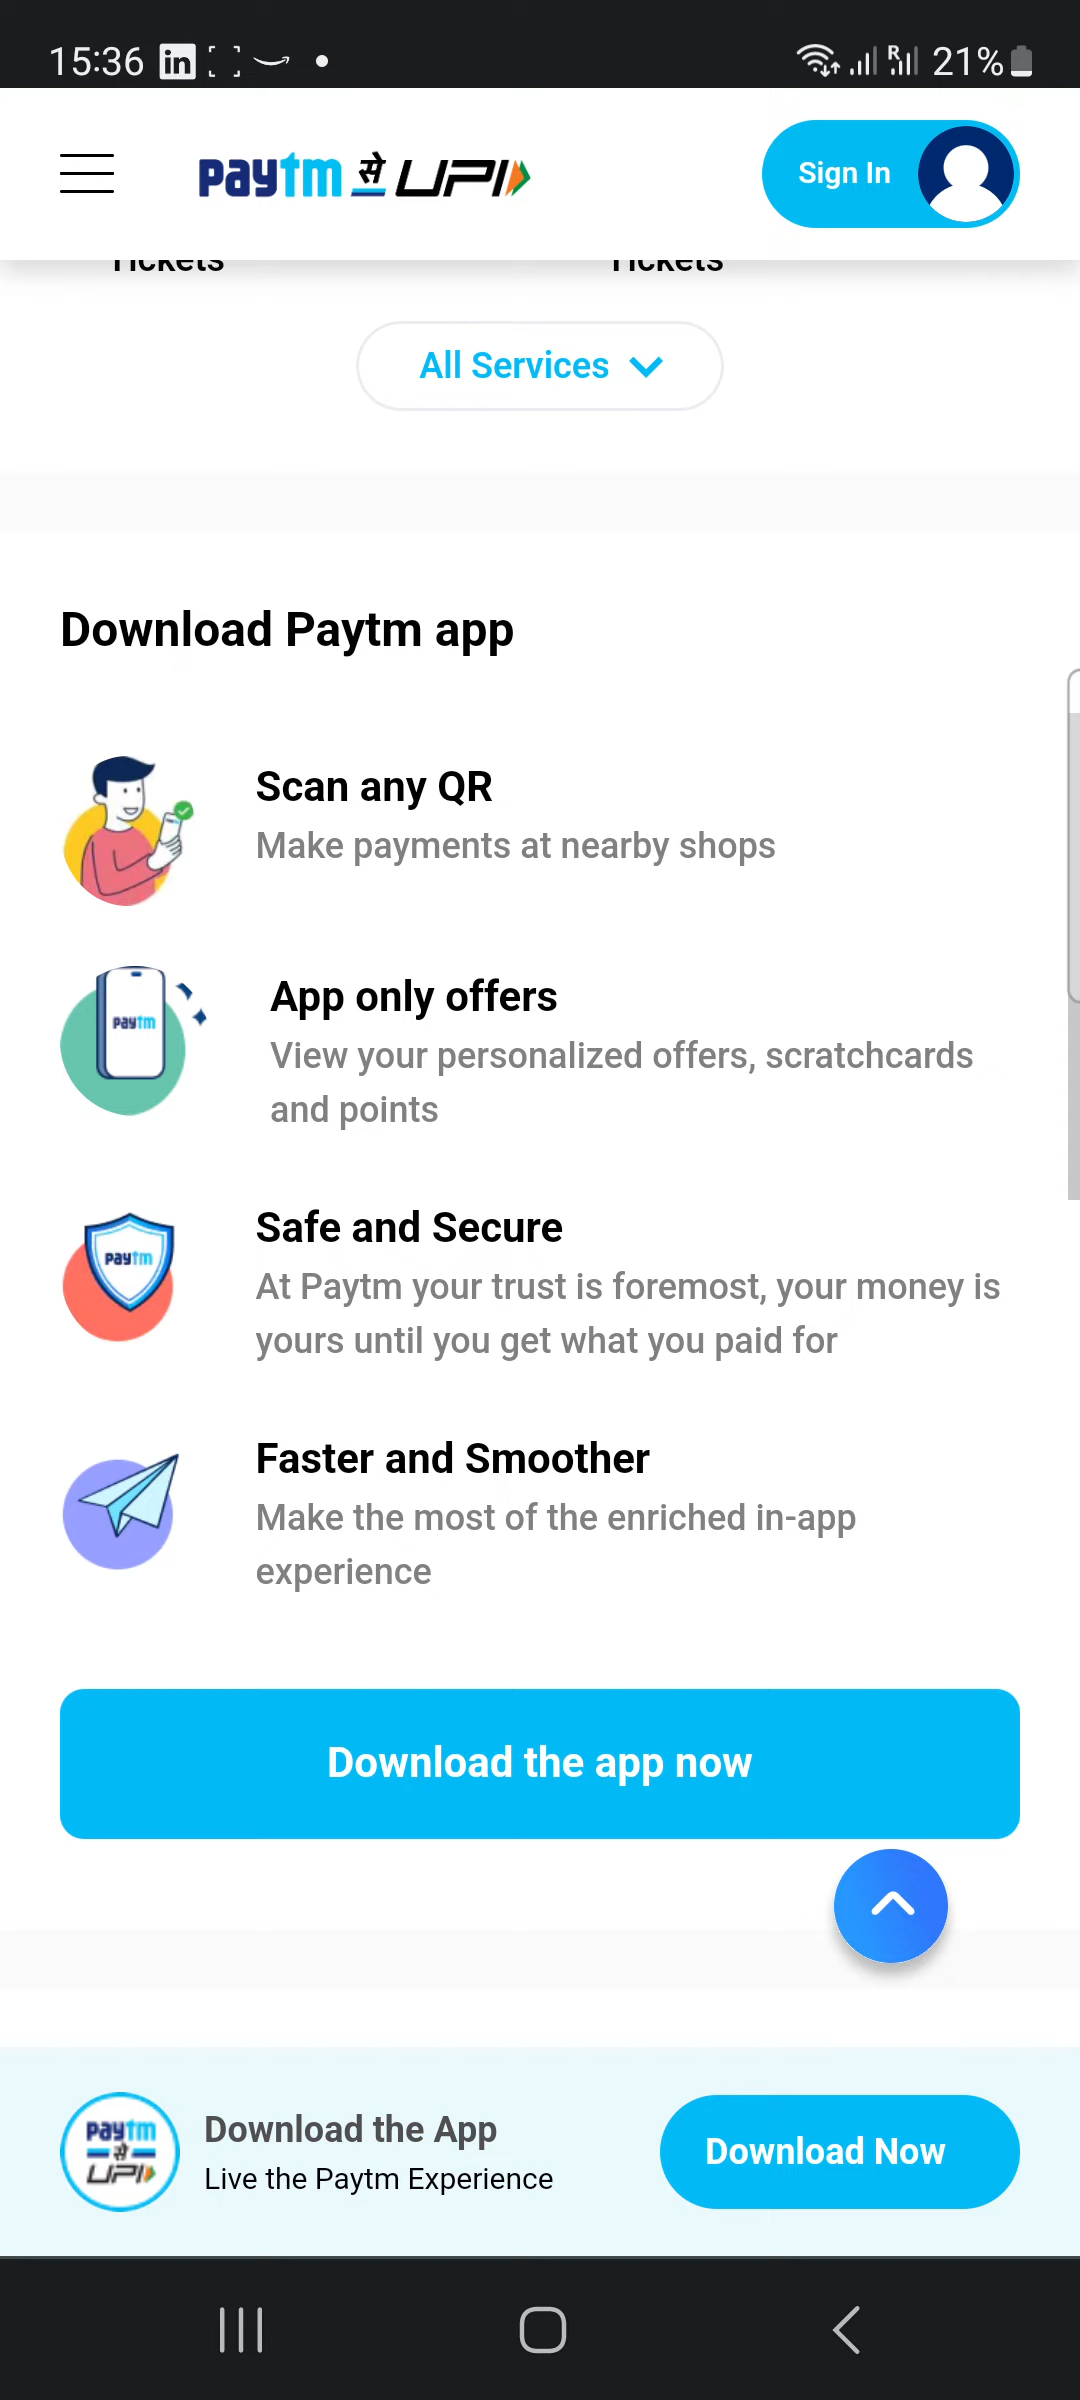 15:36 in R 21%
paytm से UPI
Sign In
Tickets Tickets
All Services
Download Paytm app
Scan any QR
Make payments at nearby shops
paytm
App only offers
View your personalized offers, scratchcards
and points
paytm
Safe and Secure
At Paytm your trust is foremost, your money is
yours until you get what you paid for
Faster and Smoother
Make the most of the enriched in-app
experience
Download the app now
paytm
से
UPI
Download the App
Live the Paytm Experience
Download Now